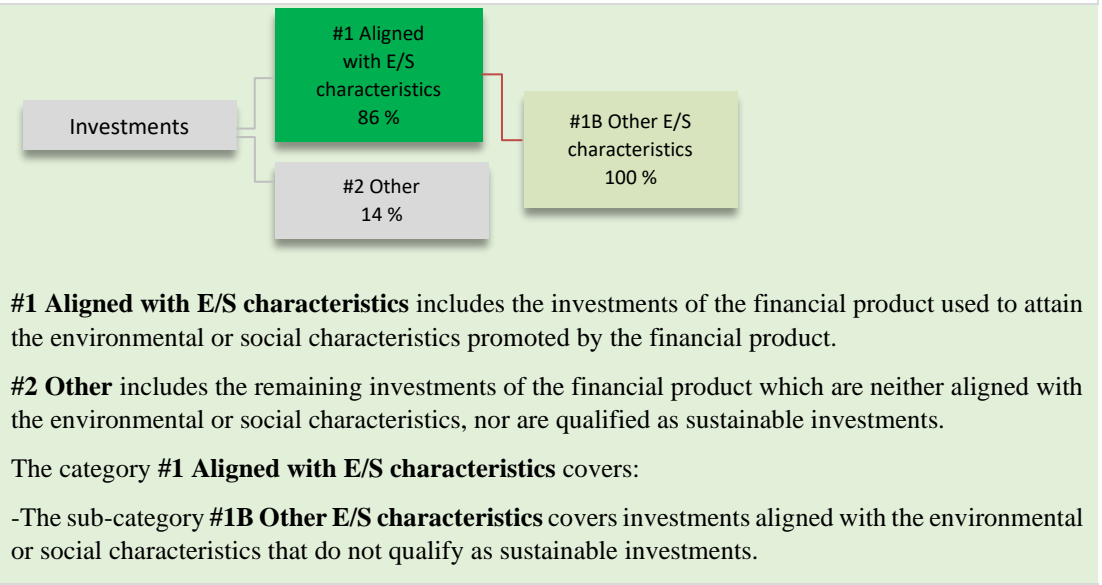 #1 Aligned
with E/S
characteristics
86 %
Investments
#1B Other E/S
characteristics
100 %
#2 Other
14 %
#1 Aligned with E/S characteristics includes the investments of the financial product used to attain
the environmental or social characteristics promoted by the financial product.
#2 Other includes the remaining investments of the financial product which are neither aligned with
the environmental or social characteristics, nor are qualified as sustainable investments.
The category #1 Aligned with E/S characteristics covers:
-The sub-category #1B Other E/S characteristics covers investments aligned with the environmental
or social characteristics that do not qualify as sustainable investments.